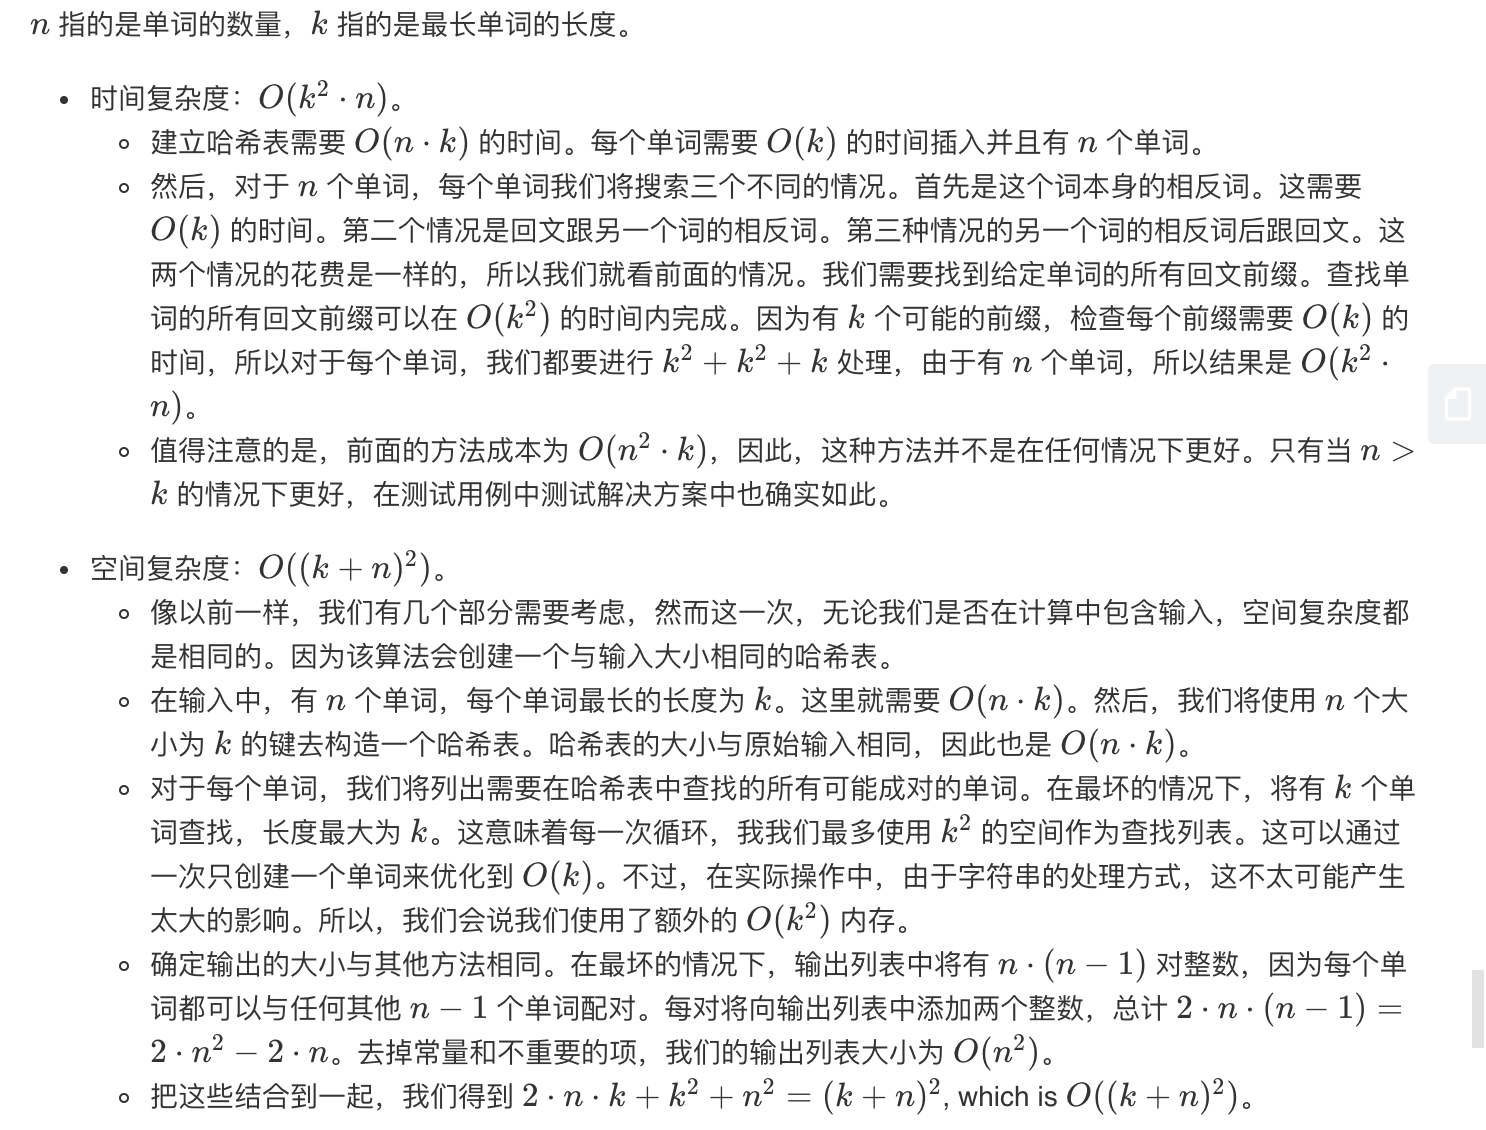 n 指的是单词的数量，k 指的是最长单词的长度。
• 时间复杂度：O(k² · n)。
◦ 建立哈希表需要 O(n · k) 的时间。每个单词需要 O(k) 的时间插入并且有 n 个单词。
◦ 然后，对于 n 个单词，每个单词我们将搜索三个不同的情况。首先是这个词本身的相反词。这需要
O(k) 的时间。第二个情况是回文跟另一个词的相反词。第三种情况的另一个词的相反词后跟回文。这
两个情况的花费是一样的，所以我们就看前面的情况。我们需要找到给定单词的所有回文前缀。查找单
词的所有回文前缀可以在 O(k²) 的时间内完成。因为有 k 个可能的前缀，检查每个前缀需要 O(k) 的
时间，所以对于每个单词，我们都要进行 k² + k² + k 处理，由于有 n 个单词，所以结果是 O(k² ·
n)。
◦ 值得注意的是，前面的方法成本为 O(n² · k)，因此，这种方法并不是在任何情况下更好。只有当 n >
k 的情况下更好，在测试用例中测试解决方案中也确实如此。
• 空间复杂度：O((k + n)²)。
◦ 像以前一样，我们有几个部分需要考虑，然而这一次，无论我们是否在计算中包含输入，空间复杂度都
是相同的。因为该算法会创建一个与输入大小相同的哈希表。
◦ 在输入中，有 n 个单词，每个单词最长的长度为 k。这里就需要 O(n · k)。然后，我们将使用 n 个大
小为 k 的键去构造一个哈希表。哈希表的大小与原始输入相同，因此也是 O(n · k)。
◦ 对于每个单词，我们将列出需要在哈希表中查找的所有可能成对的单词。在最坏的情况下，将有 k 个单
词查找，长度最大为 k。这意味着每一次循环，我我们最多使用 k² 的空间作为查找列表。这可以通过
一次只创建一个单词来优化到 O(k)。不过，在实际操作中，由于字符串的处理方式，这不太可能产生
太大的影响。所以，我们会说我们使用了额外的 O(k²) 内存。
◦ 确定输出的大小与其他方法相同。在最坏的情况下，输出列表中将有 n · (n − 1) 对整数，因为每个单
词都可以与任何其他 n − 1 个单词配对。每对将向输出列表中添加两个整数，总计 2 · n · (n − 1) =
2 · n² − 2 · n。去掉常量和不重要的项，我们的输出列表大小为 O(n²)。
◦ 把这些结合到一起，我们得到 2 · n · k + k² + n² = (k + n)², which is O((k + n)²)。